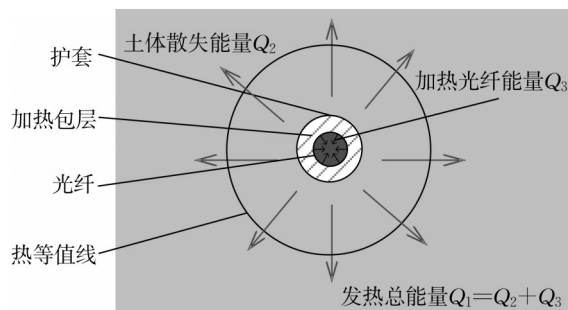 土体散失能量Q₂
护套
加热光纤能量Q₃
加热包层
光纤
热等值线
发热总能量Q₁=Q₂+Q₃